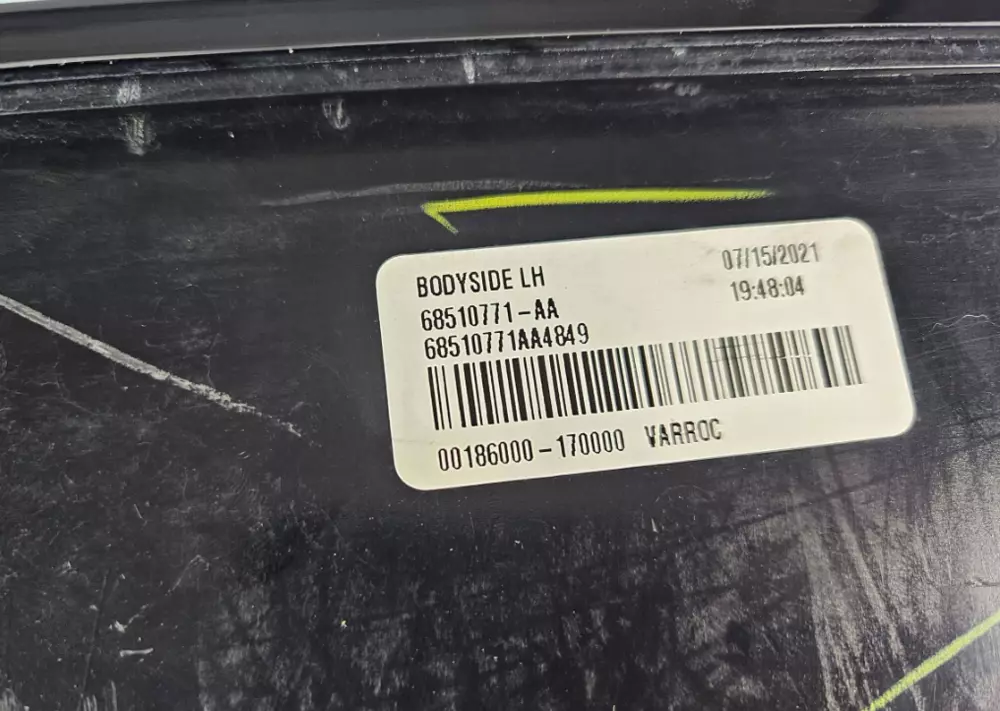 BODYSIDE LH
07/15/2021
68510771-AA
19:48:04
68510771AA4849
00186000-170000 VARROC